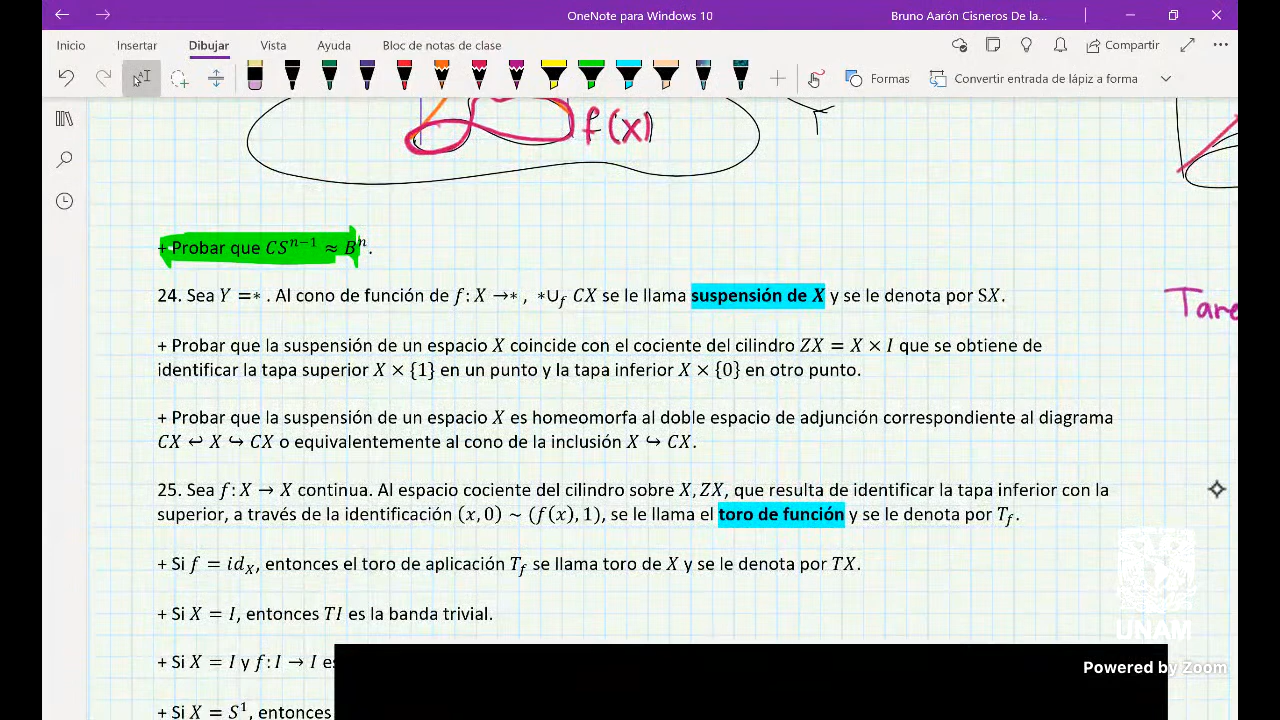 OneNote para Windows 10
Bruno Aarón Cisneros De la...
Inicio Insertar Dibujar Vista Ayuda Bloc de notas de clase
Compartir
Formas
Convertir entrada de lápiz a forma
f(x)
Y
+ Probar que CSⁿ⁻¹ ≈ Bⁿ.
24. Sea Y =∗ . Al cono de función de f: X →∗ , ∗∪_f CX se le llama suspensión de X y se le denota por SX.
Tare
+ Probar que la suspensión de un espacio X coincide con el cociente del cilindro ZX = X × I que se obtiene de
identificar la tapa superior X × {1} en un punto y la tapa inferior X × {0} en otro punto.
+ Probar que la suspensión de un espacio X es homeomorfa al doble espacio de adjunción correspondiente al diagrama
CX ↩ X ↪ CX o equivalentemente al cono de la inclusión X ↪ CX.
25. Sea f: X → X continua. Al espacio cociente del cilindro sobre X, ZX, que resulta de identificar la tapa inferior con la
superior, a través de la identificación (x, 0) ~ (f(x), 1), se le llama el toro de función y se le denota por T_f.
+ Si f = id_X, entonces el toro de aplicación T_f se llama toro de X y se le denota por TX.
+ Si X = I, entonces TI es la banda trivial.
+ Si X = I y f: I → I es
+ Si X = S¹, entonces
UNAM
Powered by Zoom